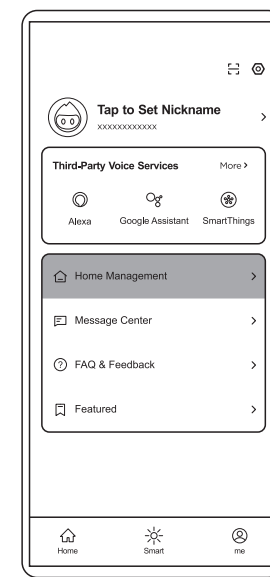 Tap to Set Nickname
xxxxxxxxxxxx
Third-Party Voice Services More >
Alexa Google Assistant SmartThings
Home Management
Message Center
FAQ & Feedback
Featured
Home Smart me